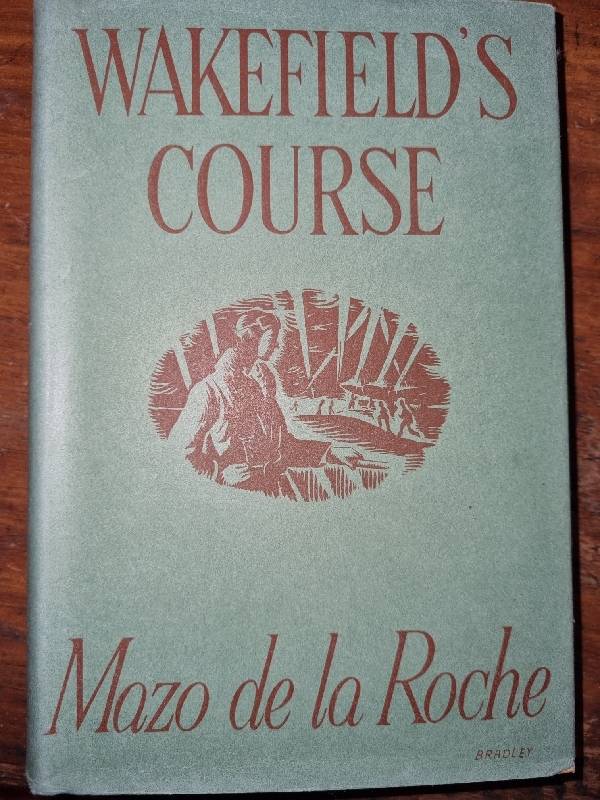 WAKEFIELD'S
COURSE
Mazo de la Roche
BRADLEY